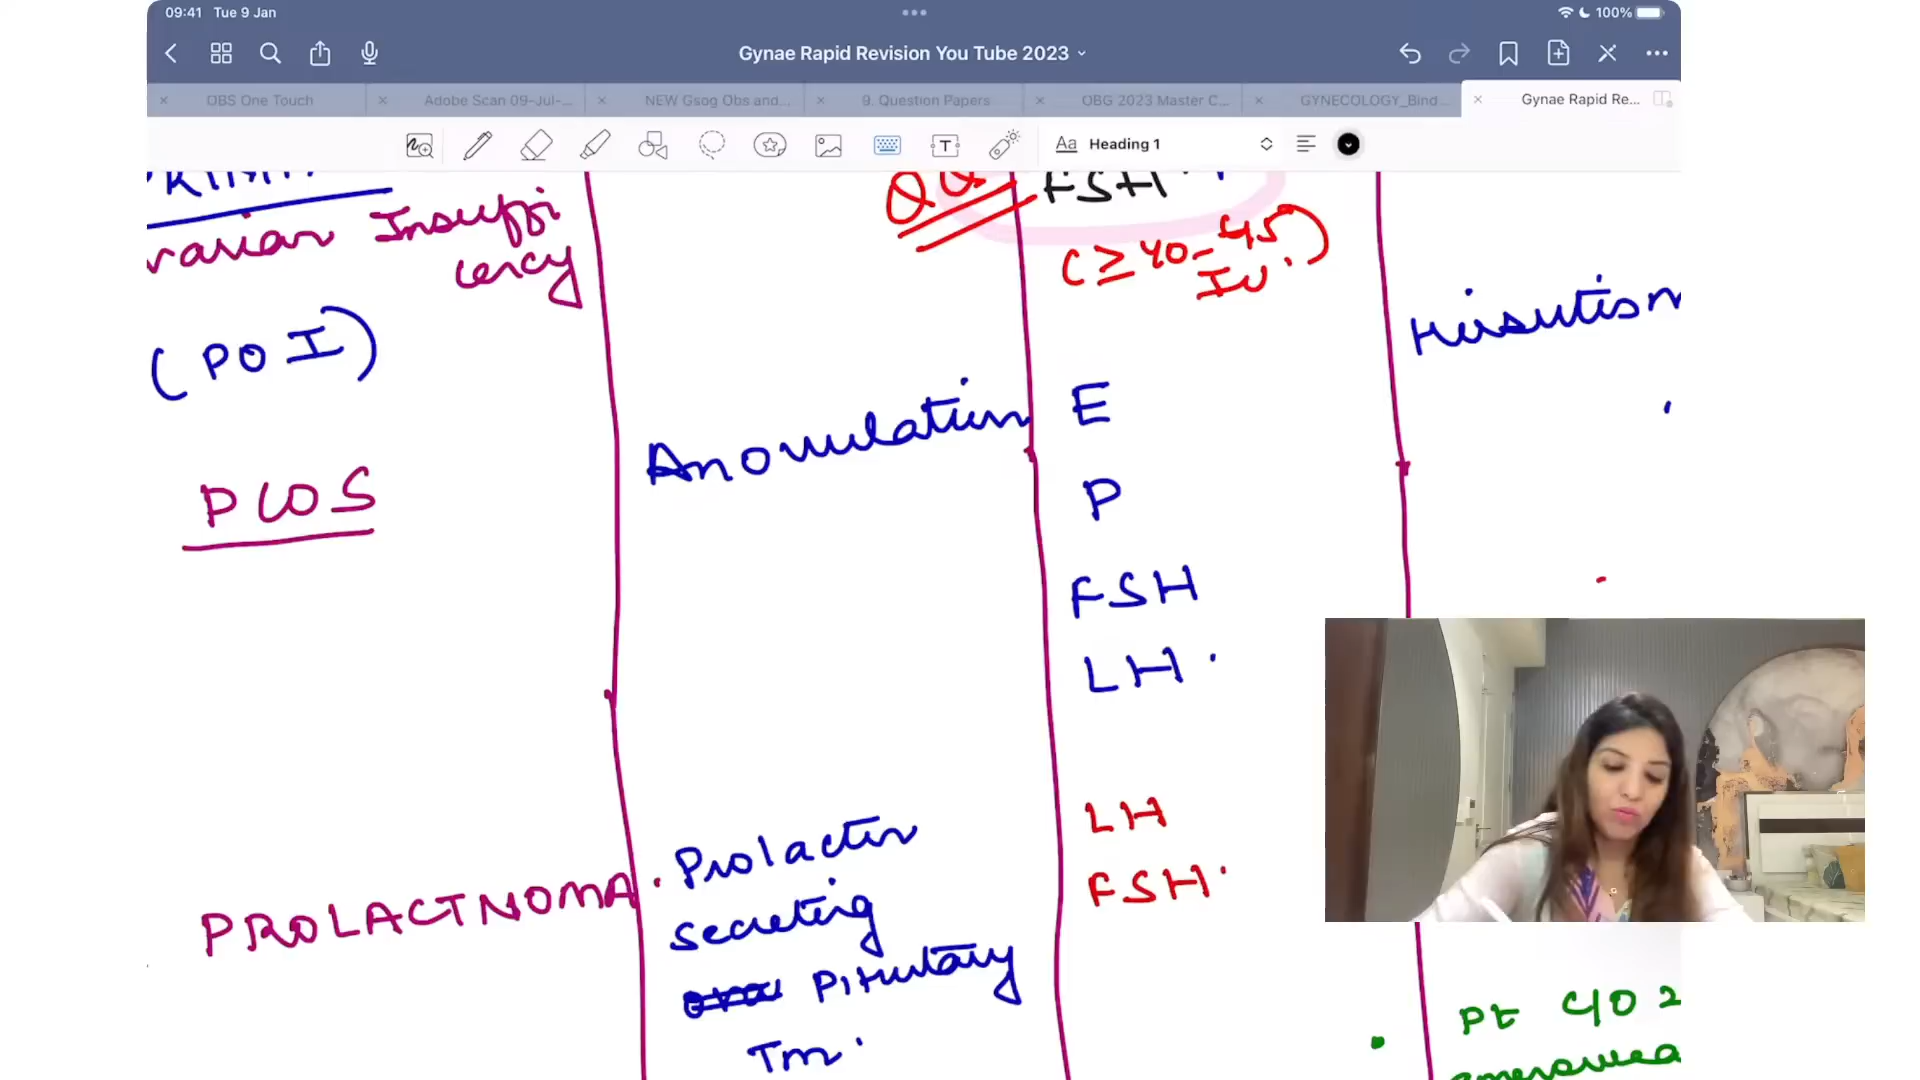 09:41 Tue 9 Jan
100%
Gynae Rapid Revision You Tube 2023
OBS One Touch
Adobe Scan 09-Jul-...
NEW Gsog Obs and...
9. Question Papers
OBG 2023 Master C...
GYNECOLOGY_Bind...
Gynae Rapid Re...
Aa Heading 1
varian Insuffi
ciency
(POI)
PCOS
PROLACTNOMA
Anovulation
Prolactin
secreting
Pituitary
Tm.
FSH
(≥40-45
IU)
E
P
FSH
LH
LH
FSH
Hirsutism
Pt C/O 2